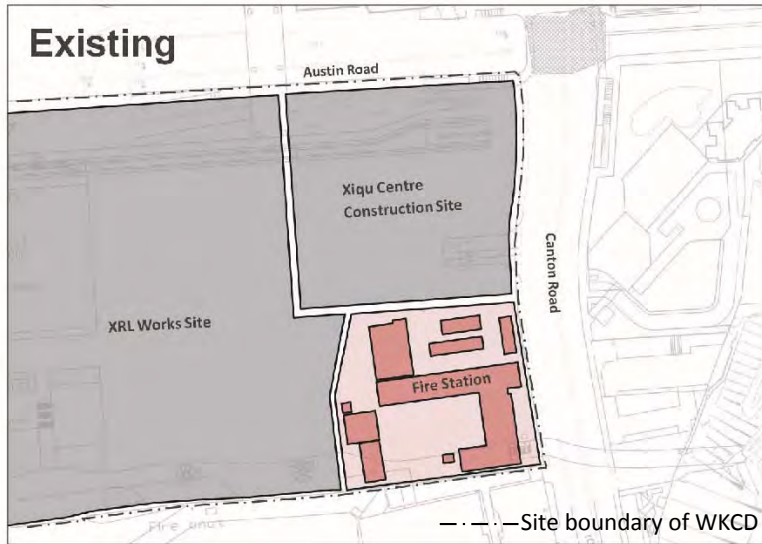 Existing
Austin Road
Xiqu Centre
Construction Site
Canton Road
XRL Works Site
Fire Station
Site boundary of WKCD